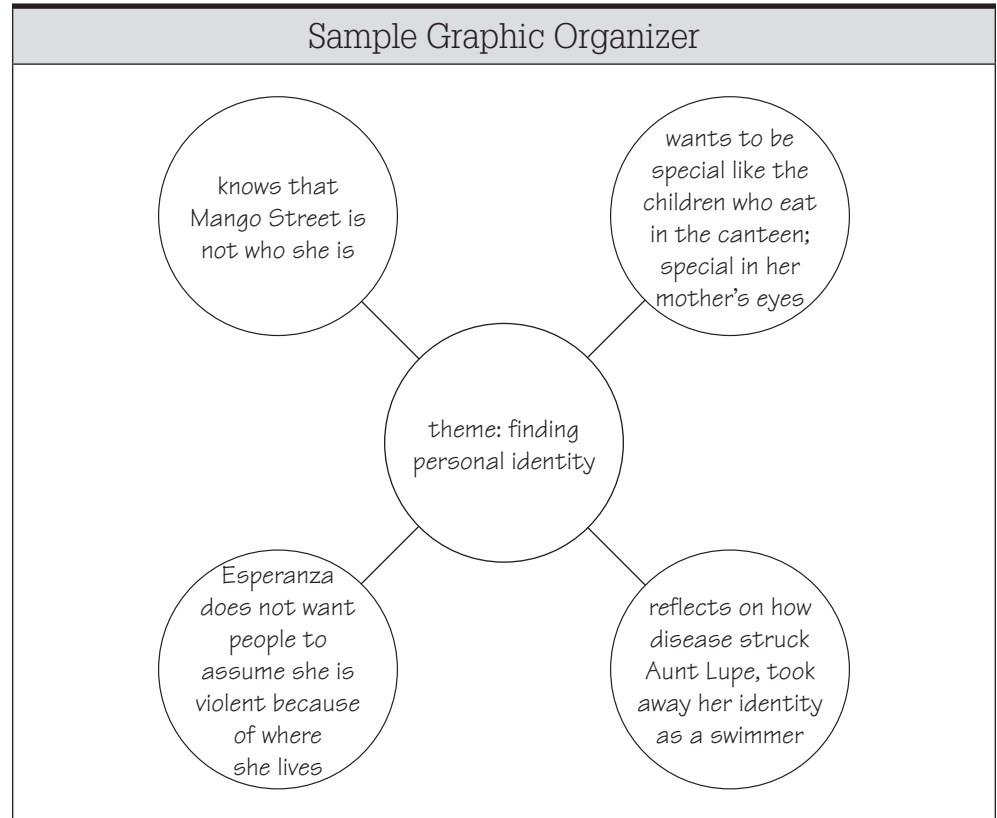 Sample Graphic Organizer
knows that
Mango Street is
not who she is
wants to be
special like the
children who eat
in the canteen;
special in her
mother's eyes
theme: finding
personal identity
Esperanza
does not want
people to
assume she is
violent because
of where
she lives
reflects on how
disease struck
Aunt Lupe, took
away her identity
as a swimmer